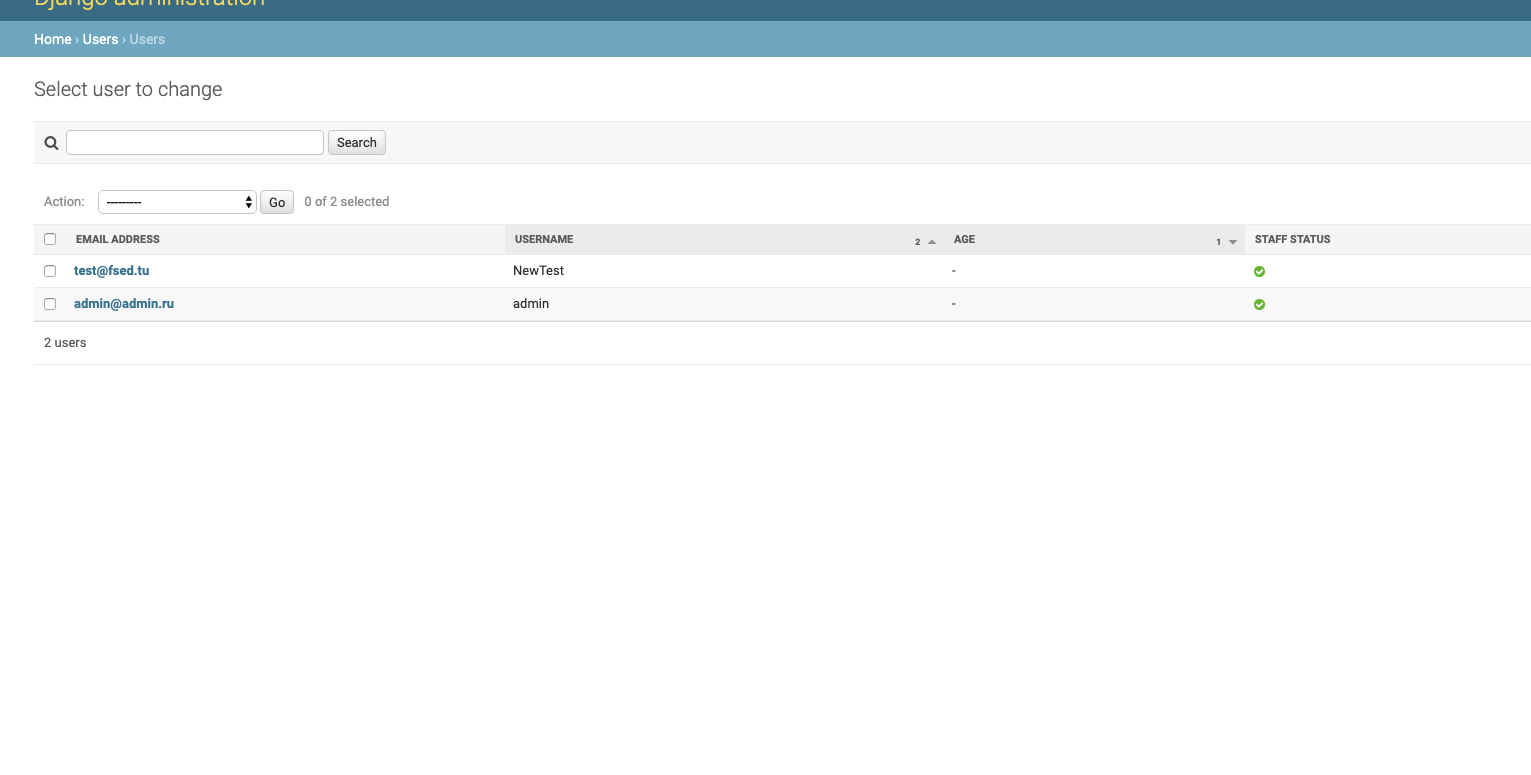 Django administration
Home › Users › Users
Select user to change
Search
Action: --------- Go 0 of 2 selected
EMAIL ADDRESS USERNAME 2 AGE 1 STAFF STATUS
test@fsed.tu NewTest -
admin@admin.ru admin -
2 users